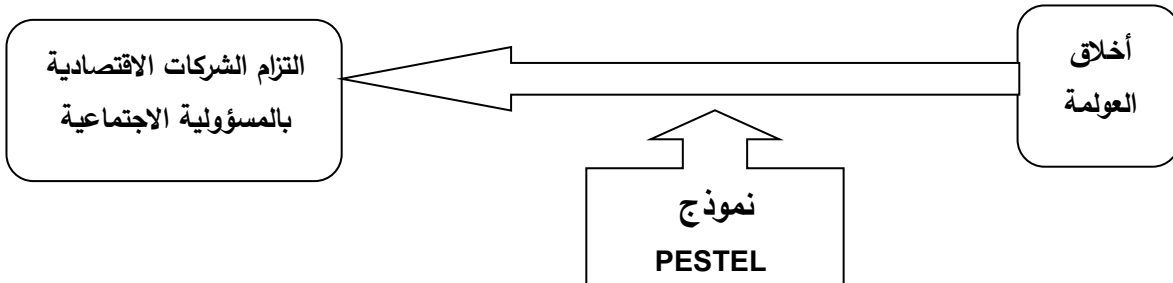 أخلاق
العولمة
التزام الشركات الاقتصادية
بالمسؤولية الاجتماعية
نموذج
PESTEL